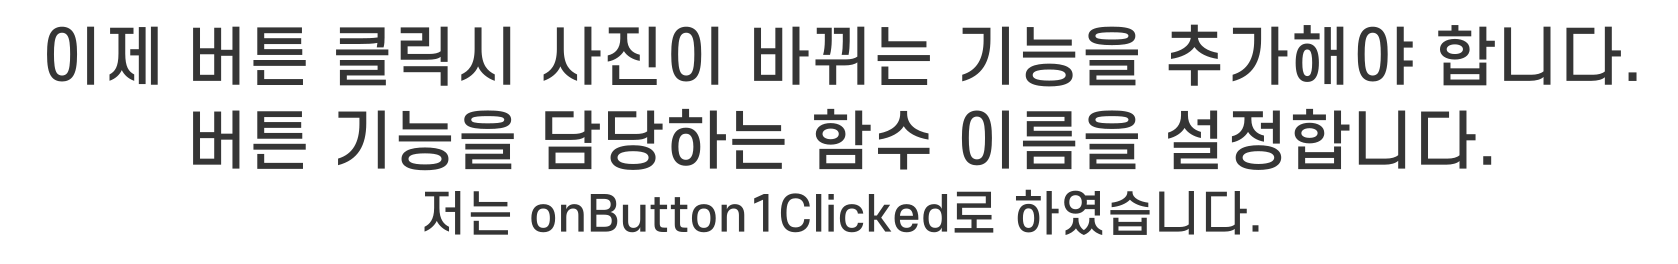 이제 버튼 클릭시 사진이 바뀌는 기능을 추가해야 합니다.
버튼 기능을 담당하는 함수 이름을 설정합니다.
저는 onButton1Clicked로 하였습니다.